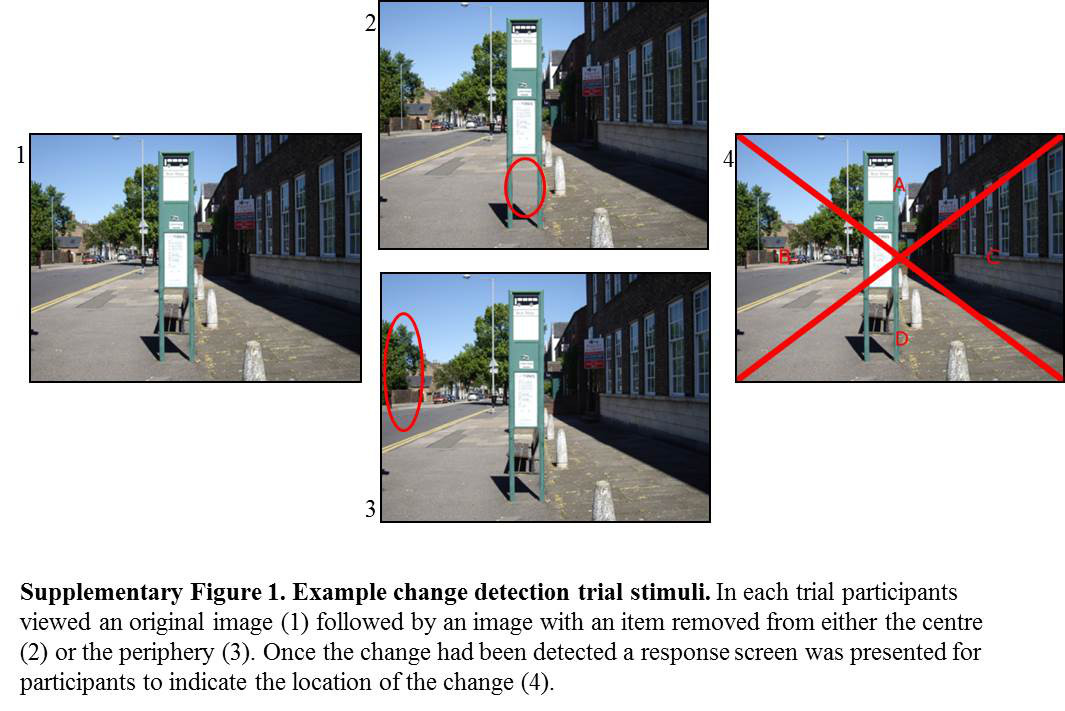 1
2
3
4
A
B
C
D
Supplementary Figure 1. Example change detection trial stimuli. In each trial participants
viewed an original image (1) followed by an image with an item removed from either the centre
(2) or the periphery (3). Once the change had been detected a response screen was presented for
participants to indicate the location of the change (4).